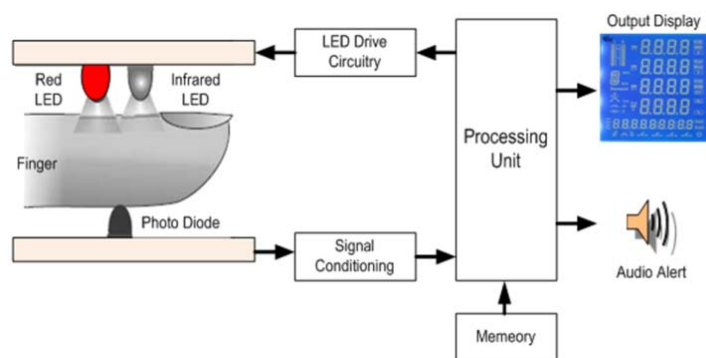 Output Display
LED Drive
Circuitry
Red
LED
Infrared
LED
Processing
Unit
Finger
Photo Diode
Signal
Conditioning
Audio Alert
Memeory